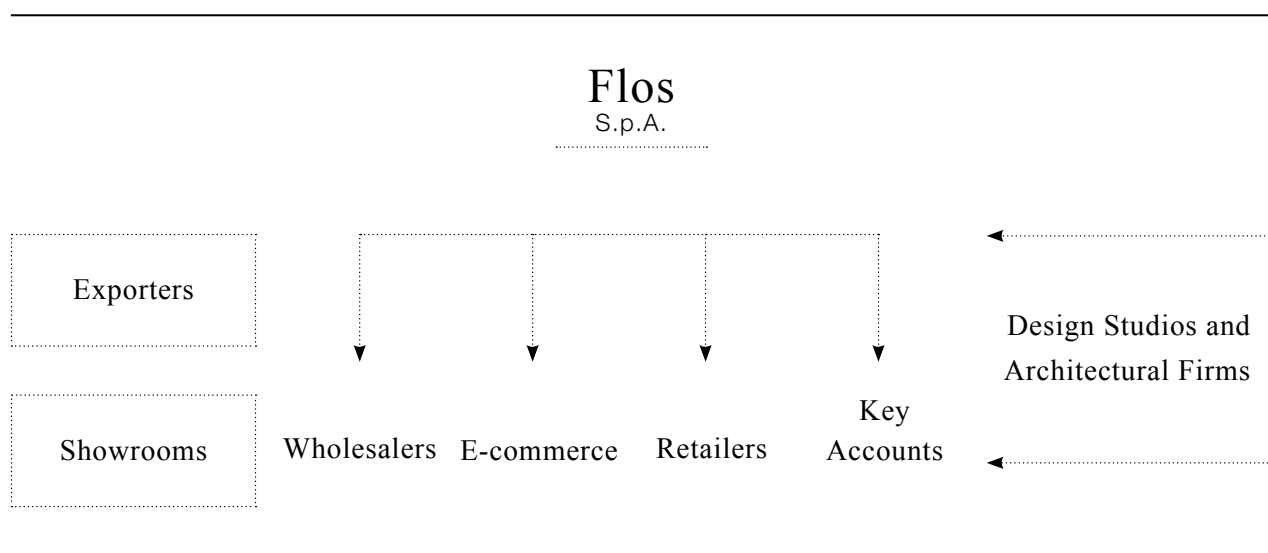 Flos
S.p.A.
Exporters
Design Studios and
Architectural Firms
Showrooms
Wholesalers
E-commerce
Retailers
Key
Accounts